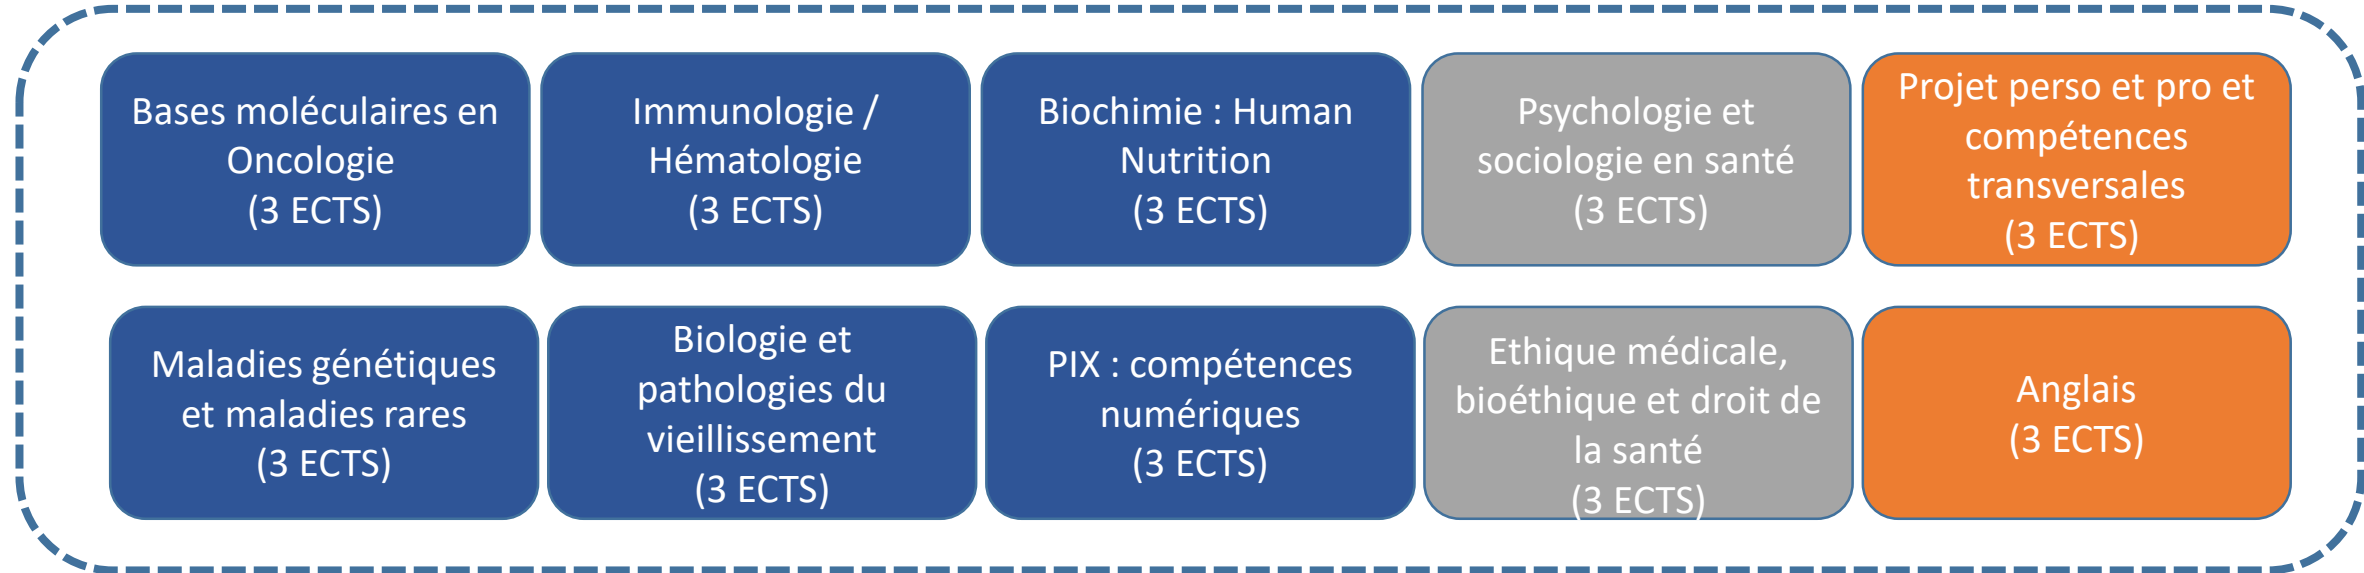 Bases moléculaires en
Oncologie
(3 ECTS)
Immunologie /
Hématologie
(3 ECTS)
Biochimie : Human
Nutrition
(3 ECTS)
Psychologie et
sociologie en santé
(3 ECTS)
Projet perso et pro et
compétences
transversales
(3 ECTS)
Maladies génétiques
et maladies rares
(3 ECTS)
Biologie et
pathologies du
vieillissement
(3 ECTS)
PIX : compétences
numériques
(3 ECTS)
Ethique médicale,
bioéthique et droit de
la santé
(3 ECTS)
Anglais
(3 ECTS)